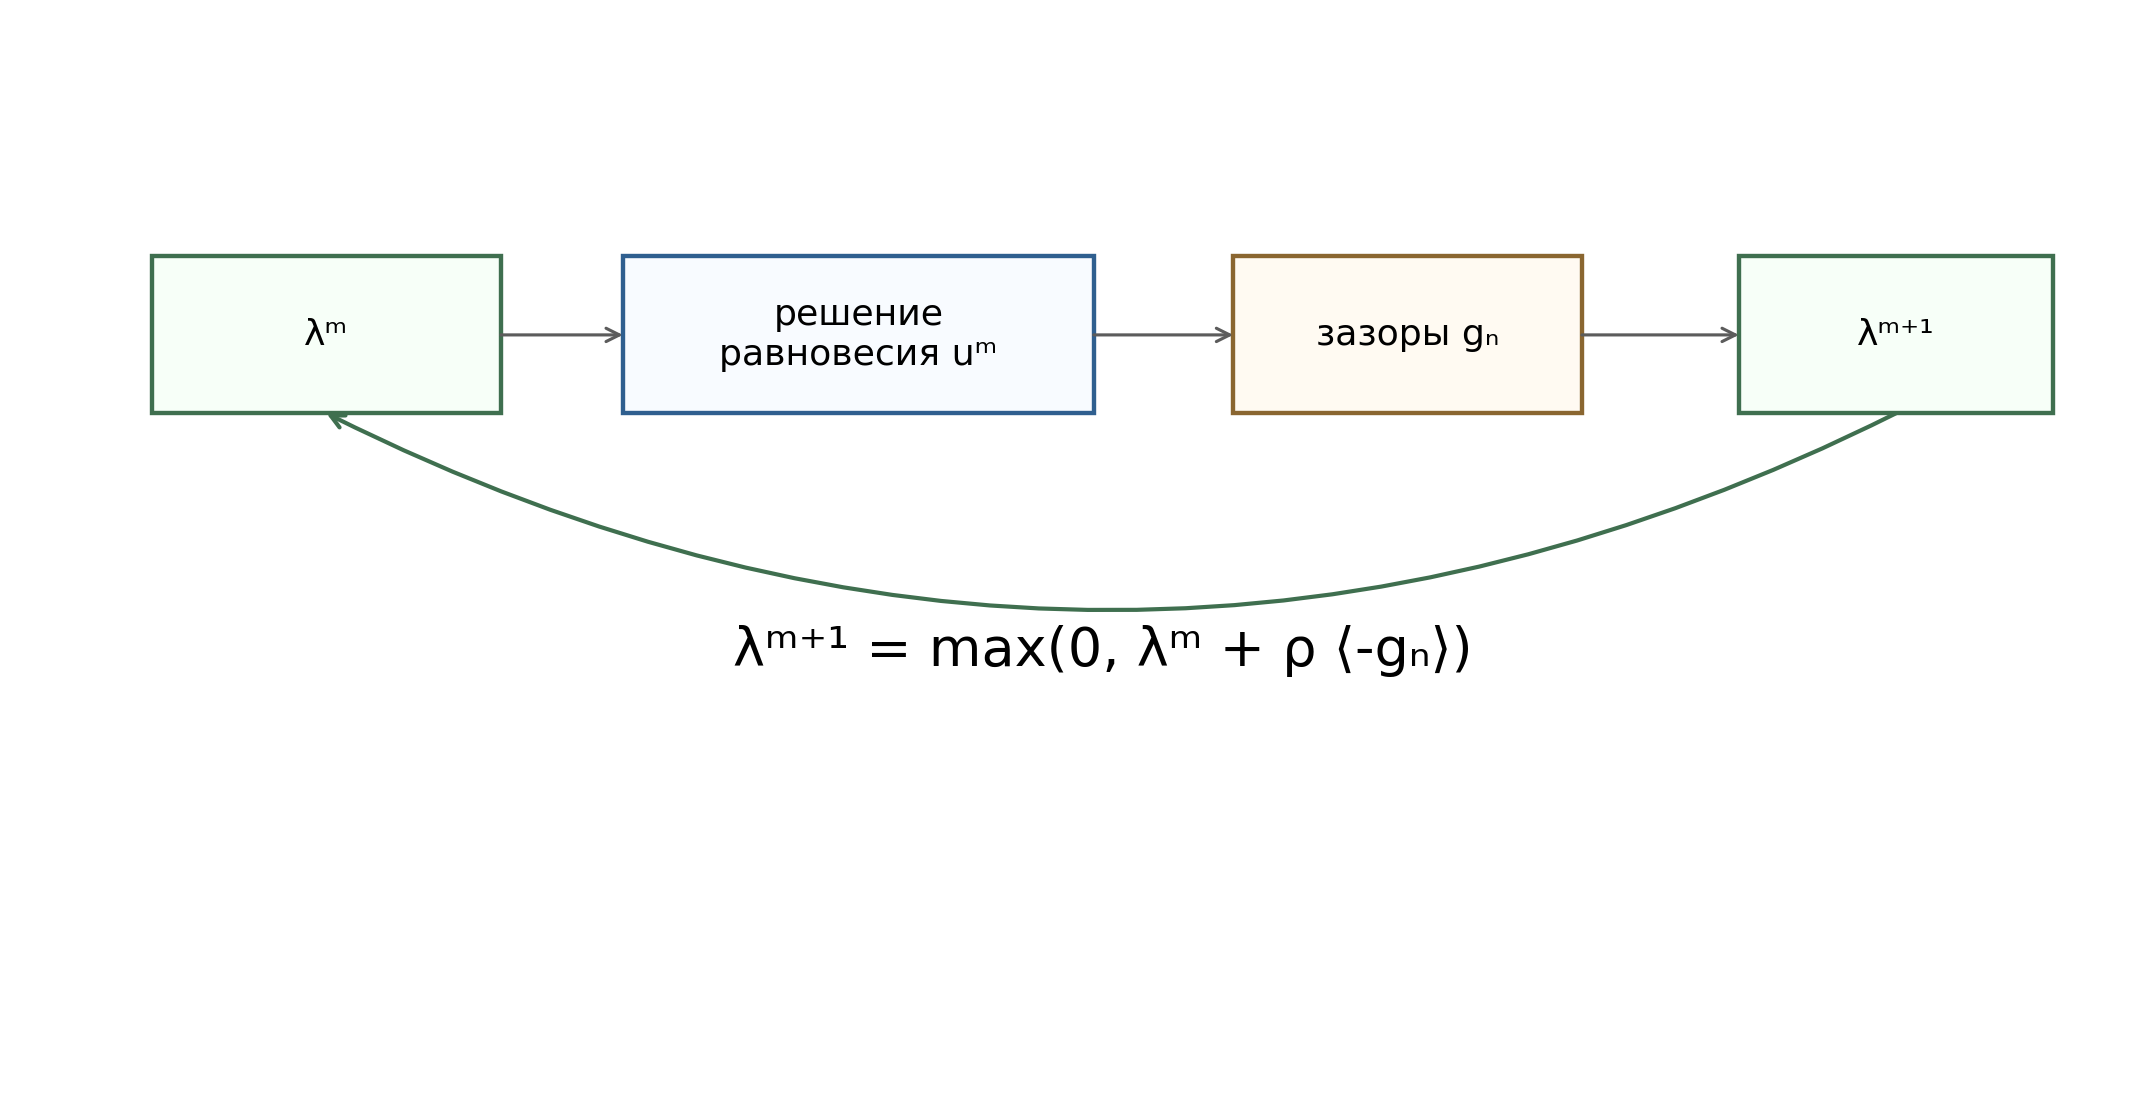 λᵐ
решение
равновесия uᵐ
зазоры gₙ
λᵐ⁺¹
λᵐ⁺¹ = max(0, λᵐ + ρ ⟨-gₙ⟩)